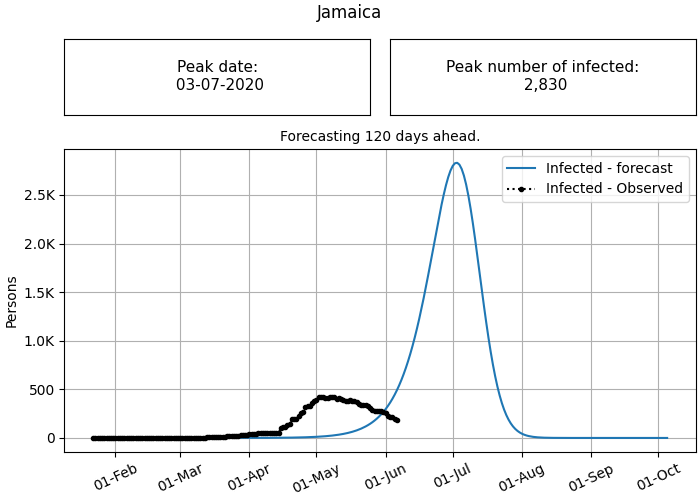 Jamaica
Peak date:
03-07-2020
Peak number of infected:
2,830
Forecasting 120 days ahead.
Infected - forecast
Infected - Observed
Persons
2.5K
2.0K
1.5K
1.0K
500
0
01-Feb
01-Mar
01-Apr
01-May
01-Jun
01-Jul
01-Aug
01-Sep
01-Oct